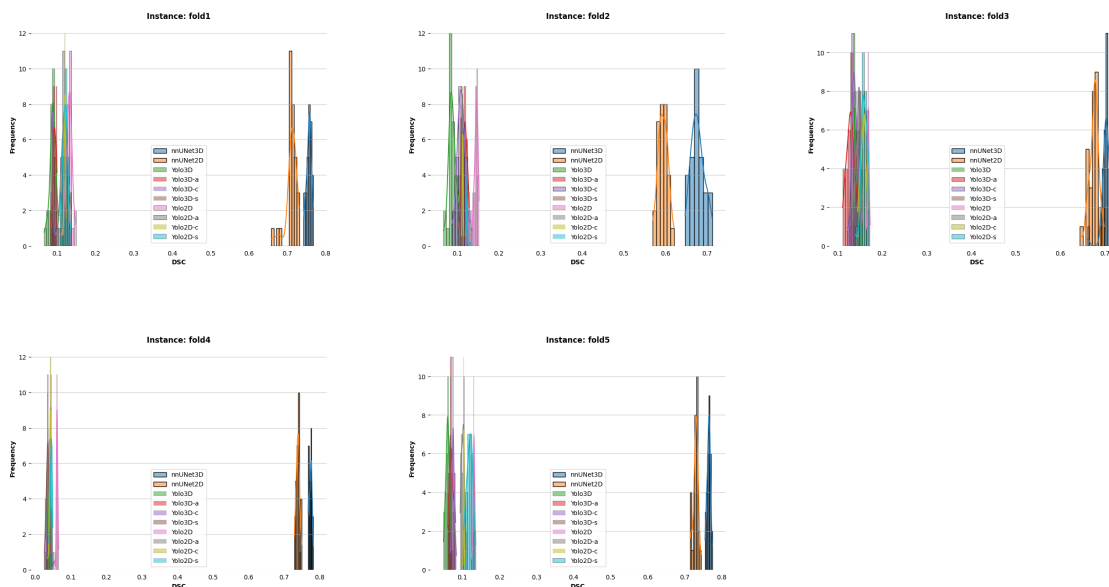 Instance: fold1
12
10
8
6
4
2
0
Frequency
nnUNet3D
nnUNet2D
Yolo3D
Yolo3D-a
Yolo3D-c
Yolo3D-s
Yolo2D
Yolo2D-a
Yolo2D-c
Yolo2D-s
0.1 0.2 0.3 0.4 0.5 0.6 0.7 0.8
DSC
Instance: fold2
12
10
8
6
4
2
0
Frequency
nnUNet3D
nnUNet2D
Yolo3D
Yolo3D-a
Yolo3D-c
Yolo3D-s
Yolo2D
Yolo2D-a
Yolo2D-c
Yolo2D-s
0.1 0.2 0.3 0.4 0.5 0.6 0.7
DSC
Instance: fold3
10
8
6
4
2
0
Frequency
nnUNet3D
nnUNet2D
Yolo3D
Yolo3D-a
Yolo3D-c
Yolo3D-s
Yolo2D
Yolo2D-a
Yolo2D-c
Yolo2D-s
0.1 0.2 0.3 0.4 0.5 0.6 0.7
DSC
Instance: fold4
12
10
8
6
4
2
0
Frequency
nnUNet3D
nnUNet2D
Yolo3D
Yolo3D-a
Yolo3D-c
Yolo3D-s
Yolo2D
Yolo2D-a
Yolo2D-c
Yolo2D-s
0.0 0.1 0.2 0.3 0.4 0.5 0.6 0.7 0.8
DSC
Instance: fold5
10
8
6
4
2
0
Frequency
nnUNet3D
nnUNet2D
Yolo3D
Yolo3D-a
Yolo3D-c
Yolo3D-s
Yolo2D
Yolo2D-a
Yolo2D-c
Yolo2D-s
0.1 0.2 0.3 0.4 0.5 0.6 0.7 0.8
DSC